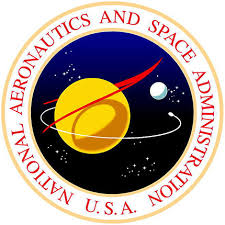 NATIONAL AERONAUTICS AND SPACE ADMINISTRATION
U.S.A.